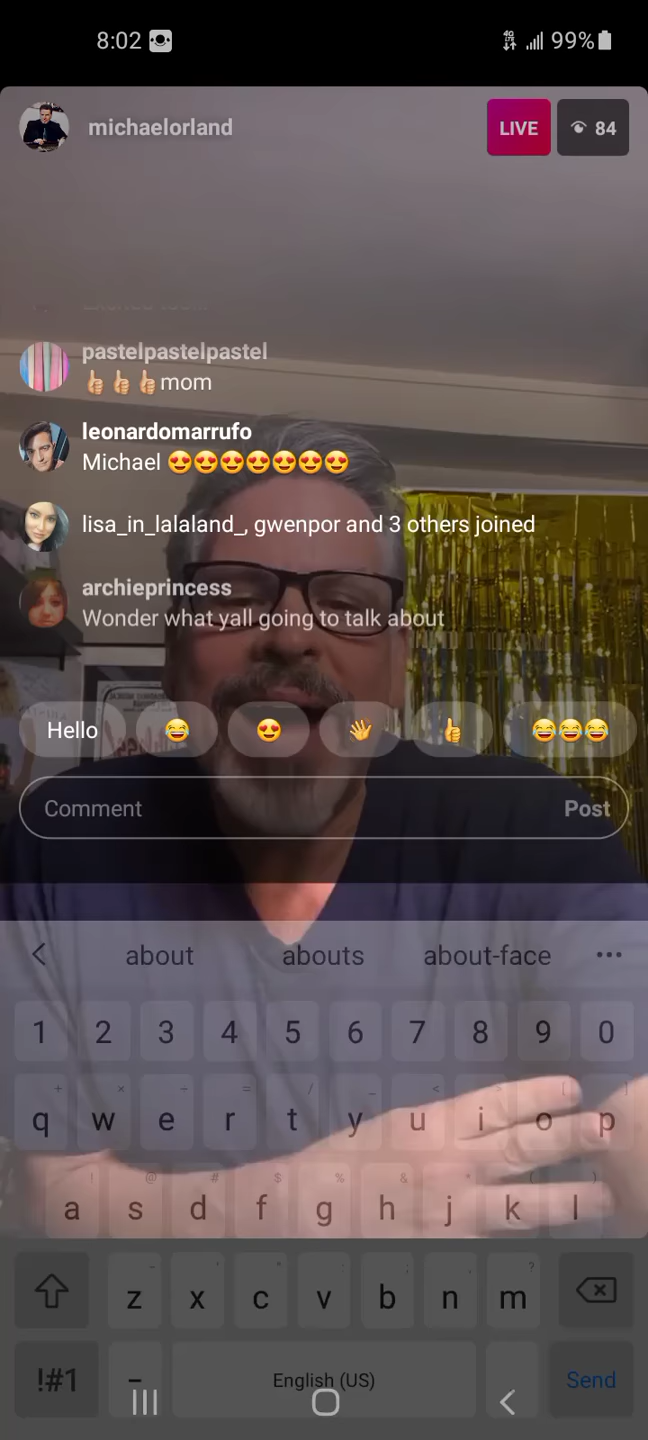 8:02 99%
michaelorland LIVE 84
pastelpastelpastel
👍🏼👍🏼👍🏼mom
leonardomarrufo
Michael 😍😍😍😍😍😍😍
lisa_in_lalaland_, gwenpor and 3 others joined
archieprincess
Wonder what yall going to talk about
Hello 😂 😍 👋 👍 😂😂😂
Comment Post
about abouts about-face
1 2 3 4 5 6 7 8 9 0
q w e r t y u i o p
a s d f g h j k l
z x c v b n m
!#1 English (US) Send